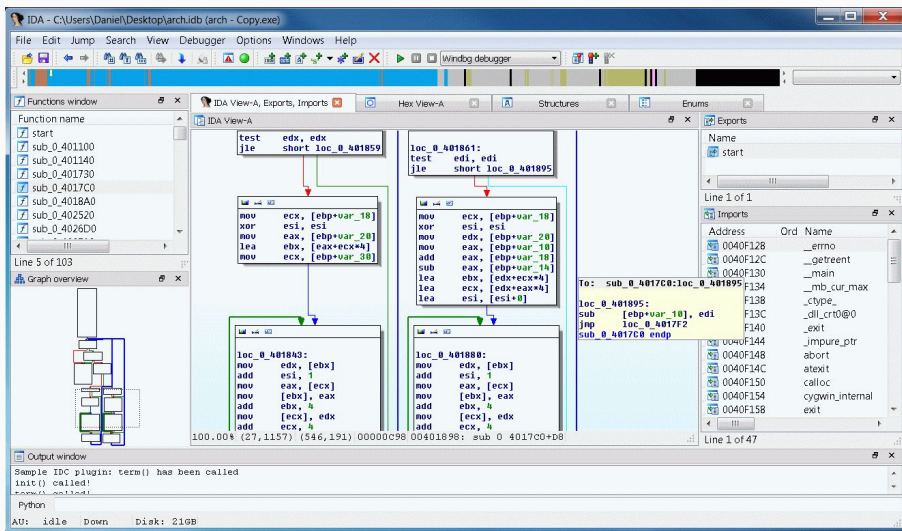 IDA - C:\Users\Daniel\Desktop\arch.idb (arch - Copy.exe)
File Edit Jump Search View Debugger Options Windows Help
Windbg debugger
Functions window
Function name
start
sub_0_401100
sub_0_401140
sub_0_401730
sub_0_4017C0
sub_0_4018A0
sub_0_402520
sub_0_4026D0
Line 5 of 103
Graph overview
IDA View-A, Exports, Imports
Hex View-A
Structures
Enums
IDA View-A
test edx, edx
jle short loc_0_401859
mov ecx, [ebp+var_18]
xor esi, esi
mov eax, [ebp+var_20]
lea ebx, [eax+ecx*4]
mov ecx, [ebp+var_30]
loc_0_401843:
mov edx, [ebx]
add esi, 1
mov eax, [ecx]
mov [ebx], eax
add ebx, 4
mov [ecx], edx
add ecx, 4
loc_0_401861:
test edi, edi
jle short loc_0_401895
mov ecx, [ebp+var_18]
xor esi, esi
mov edx, [ebp+var_20]
mov eax, [ebp+var_10]
add eax, [ebp+var_18]
sub eax, [ebp+var_14]
lea ebx, [edx+ecx*4]
lea ecx, [edx+eax*4]
lea esi, [esi+0]
loc_0_401880:
mov edx, [ebx]
add esi, 1
mov eax, [ecx]
mov [ebx], eax
add ebx, 4
mov [ecx], edx
add ecx, 4
To: sub_0_4017C0:loc_0_401895
loc_0_401895:
sub [ebp+var_10], edi
jmp loc_0_4017F2
sub_0_4017C0 endp
100.00% (27,1157) (546,191) 00000C98 00401898: sub_0_4017C0+D8
Exports
Name
start
Line 1 of 1
Imports
Address Ord Name
0040F128 __errno
0040F12C __getreent
0040F130 __main
F134 __mb_cur_max
F138 _ctype_
F13C _dll_crt0@0
F140 _exit
0040F144 _impure_ptr
0040F148 abort
0040F14C atexit
0040F150 calloc
0040F154 cygwin_internal
0040F158 exit
Line 1 of 47
Output window
Sample IDC plugin: term() has been called
init() called!
term() called!
Python
AU: idle Down Disk: 21GB